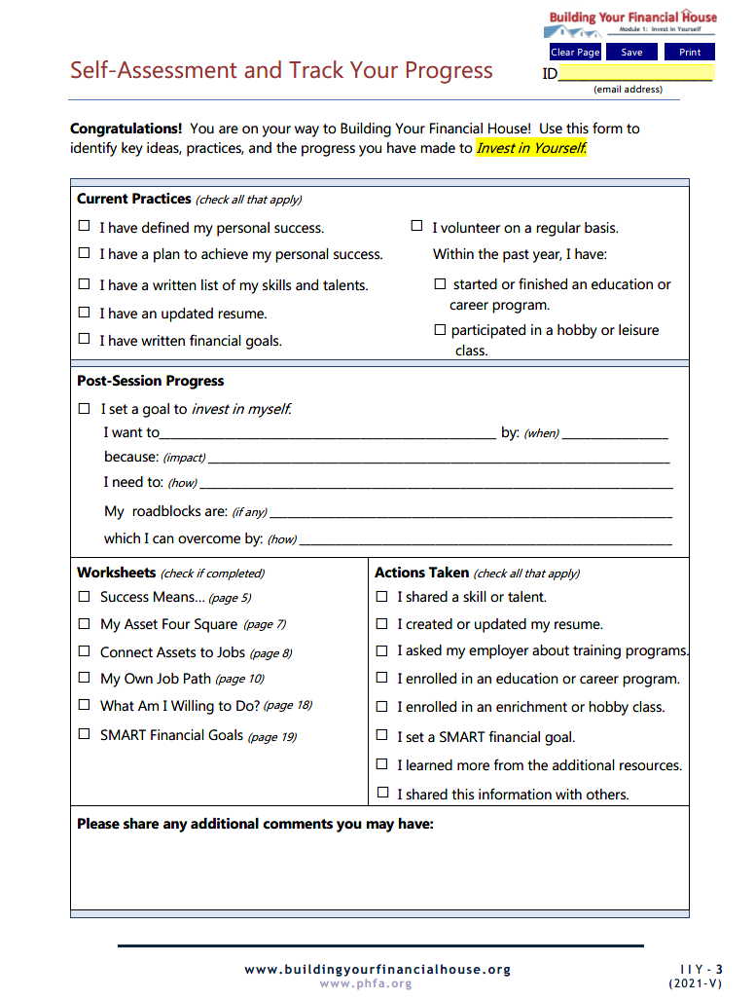 Building Your Financial House
Module 1: Invest in Yourself
Clear Page Save Print
Self-Assessment and Track Your Progress
ID
(email address)
Congratulations! You are on your way to Building Your Financial House! Use this form to
identify key ideas, practices, and the progress you have made to Invest in Yourself.
Current Practices (check all that apply)
☐ I have defined my personal success.
☐ I have a plan to achieve my personal success.
☐ I have a written list of my skills and talents.
☐ I have an updated resume.
☐ I have written financial goals.
☐ I volunteer on a regular basis.
Within the past year, I have:
☐ started or finished an education or
career program.
☐ participated in a hobby or leisure
class.
Post-Session Progress
☐ I set a goal to invest in myself.
I want to__________ by: (when) __________
because: (impact) __________
I need to: (how) __________
My roadblocks are: (if any) __________
which I can overcome by: (how) __________
Worksheets (check if completed)
☐ Success Means... (page 5)
☐ My Asset Four Square (page 7)
☐ Connect Assets to Jobs (page 8)
☐ My Own Job Path (page 10)
☐ What Am I Willing to Do? (page 18)
☐ SMART Financial Goals (page 19)
Actions Taken (check all that apply)
☐ I shared a skill or talent.
☐ I created or updated my resume.
☐ I asked my employer about training programs.
☐ I enrolled in an education or career program.
☐ I enrolled in an enrichment or hobby class.
☐ I set a SMART financial goal.
☐ I learned more from the additional resources.
☐ I shared this information with others.
Please share any additional comments you may have:
www.buildingyourfinancialhouse.org
www.phfa.org
IIY - 3
(2021-V)